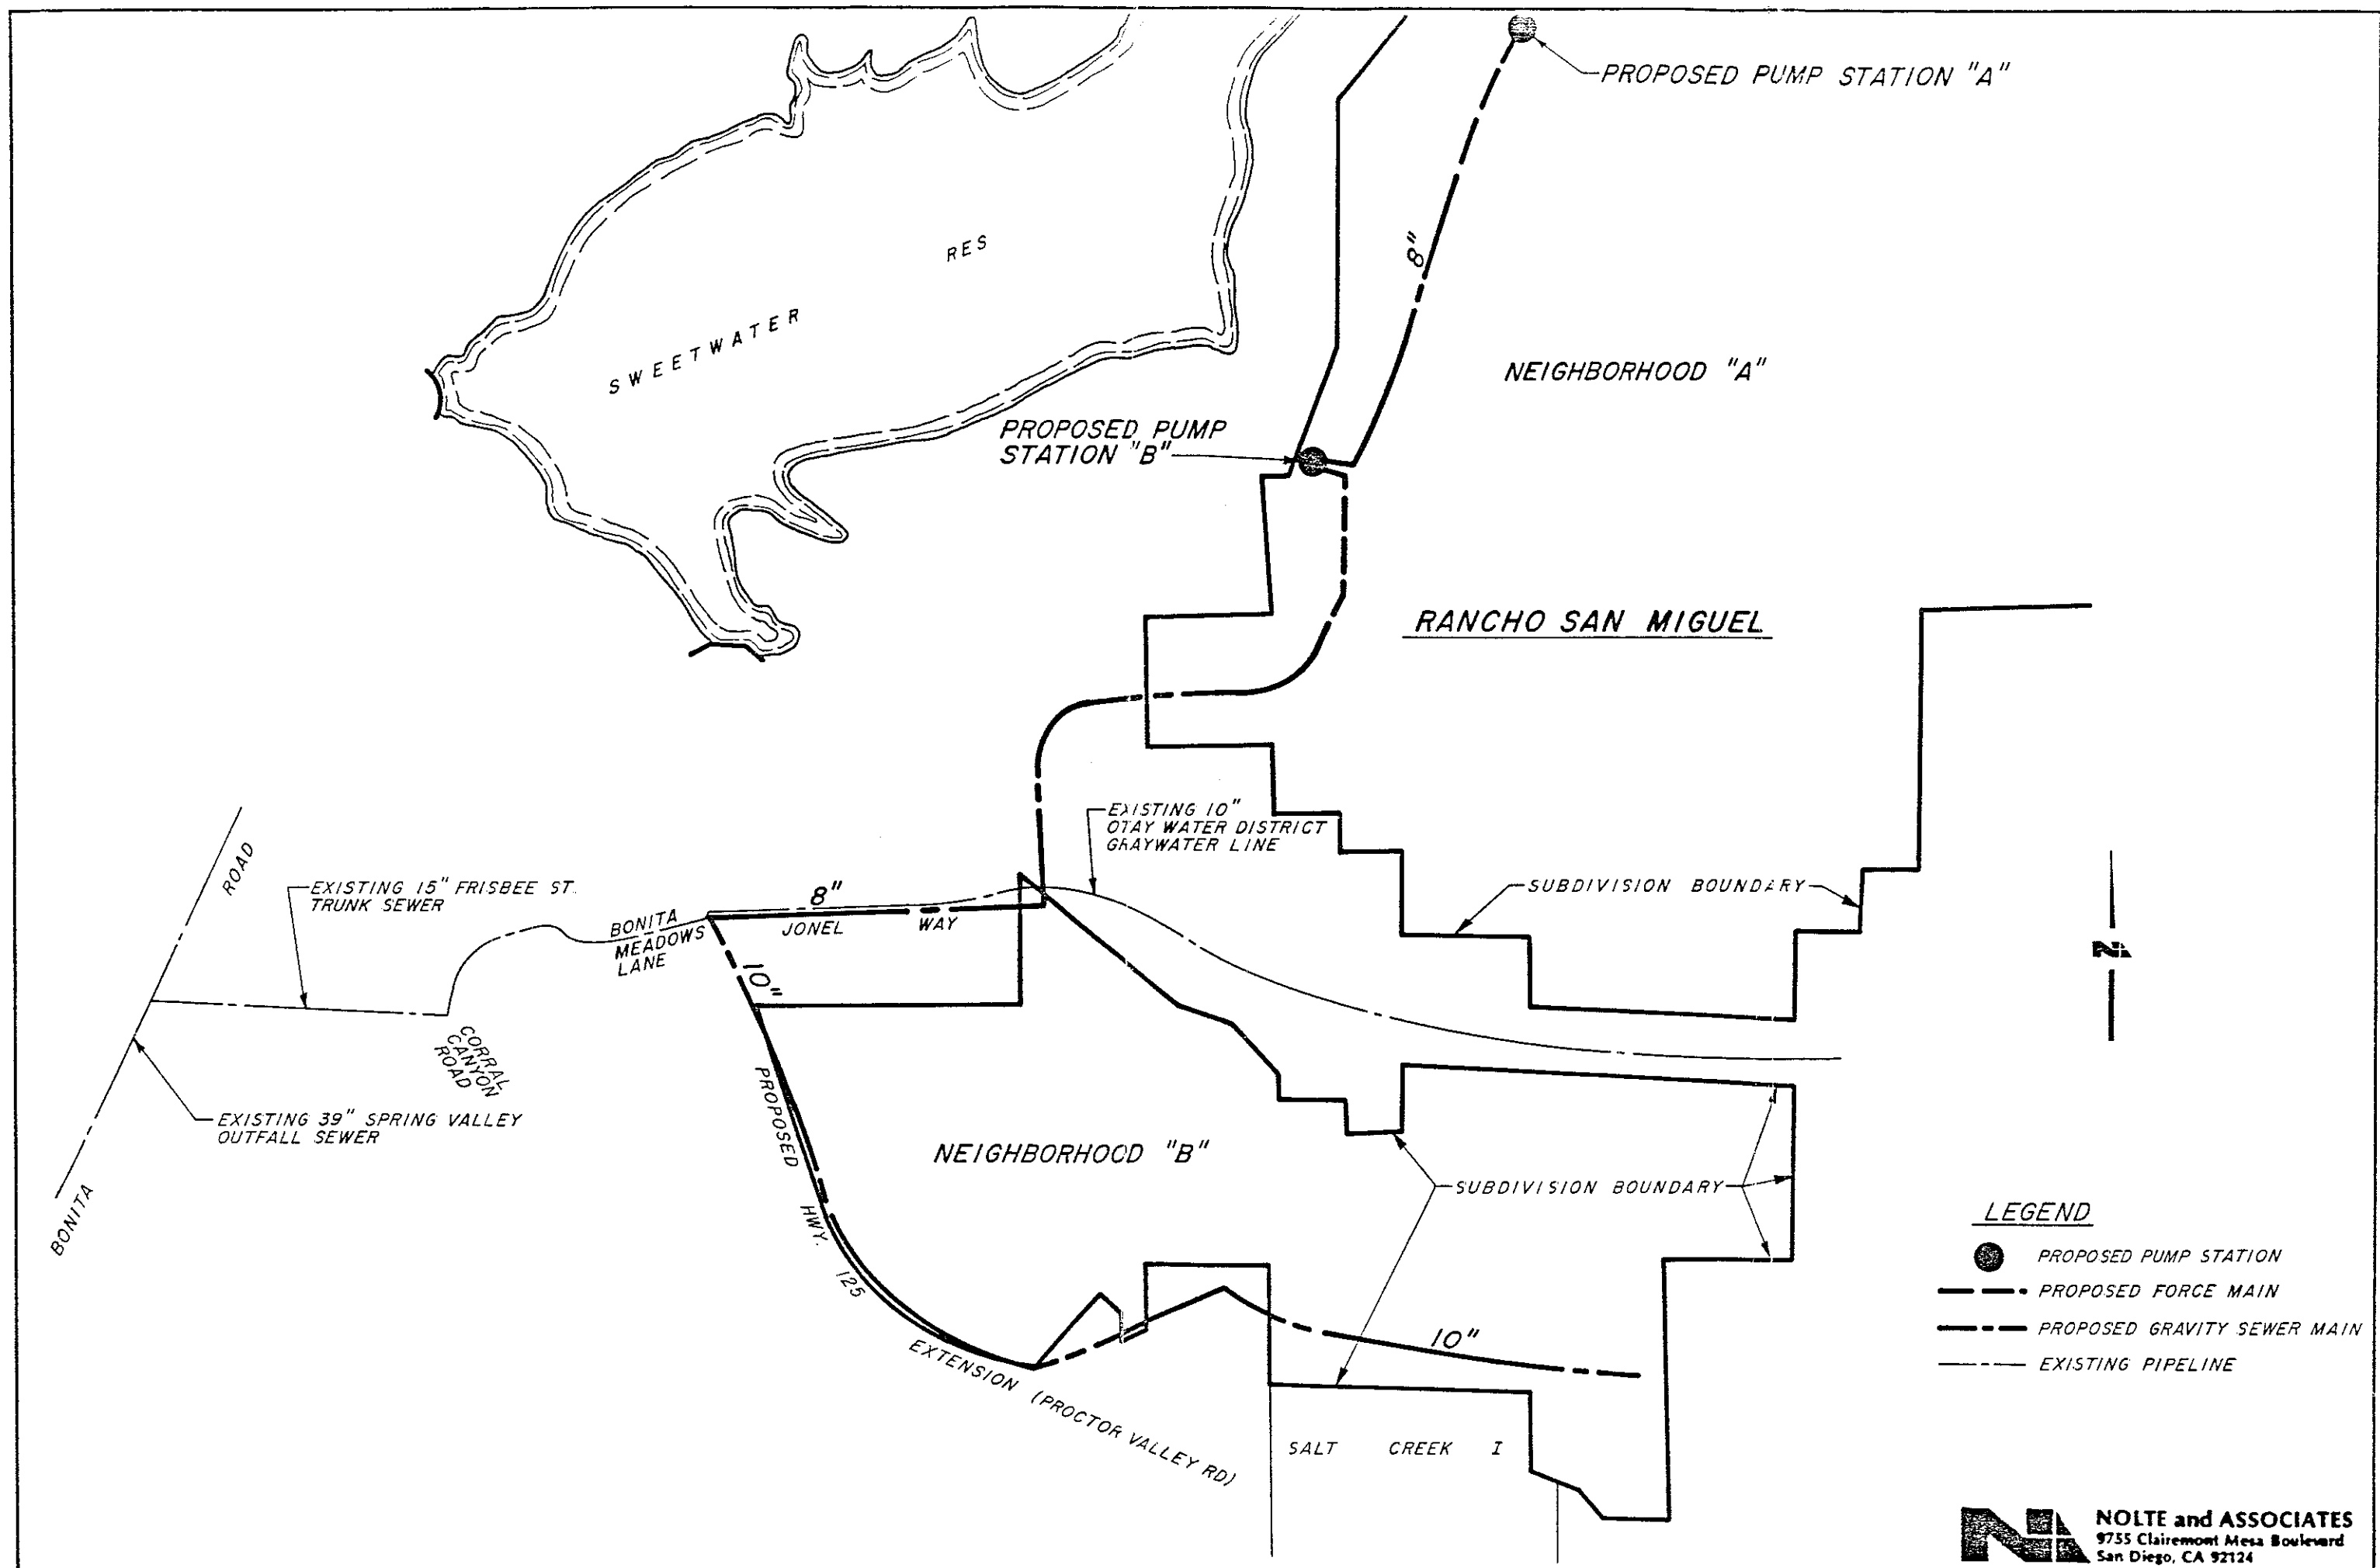 PROPOSED PUMP STATION "A"
RES
SWEETWATER
8"
NEIGHBORHOOD "A"
PROPOSED PUMP
STATION "B"
RANCHO SAN MIGUEL
EXISTING 10"
OTAY WATER DISTRICT
GRAYWATER LINE
ROAD
EXISTING 15" FRISBEE ST.
TRUNK SEWER
8"
BONITA
MEADOWS
LANE
JONEL WAY
SUBDIVISION BOUNDARY
N
10"
CORRAL
CANYON
ROAD
EXISTING 39" SPRING VALLEY
OUTFALL SEWER
BONITA
PROPOSED HWY. 125 EXTENSION (PROCTOR VALLEY RD)
NEIGHBORHOOD "B"
SUBDIVISION BOUNDARY
10"
SALT CREEK I
LEGEND
PROPOSED PUMP STATION
PROPOSED FORCE MAIN
PROPOSED GRAVITY SEWER MAIN
EXISTING PIPELINE
NOLTE and ASSOCIATES
9755 Clairemont Mesa Boulevard
San Diego, CA 92124